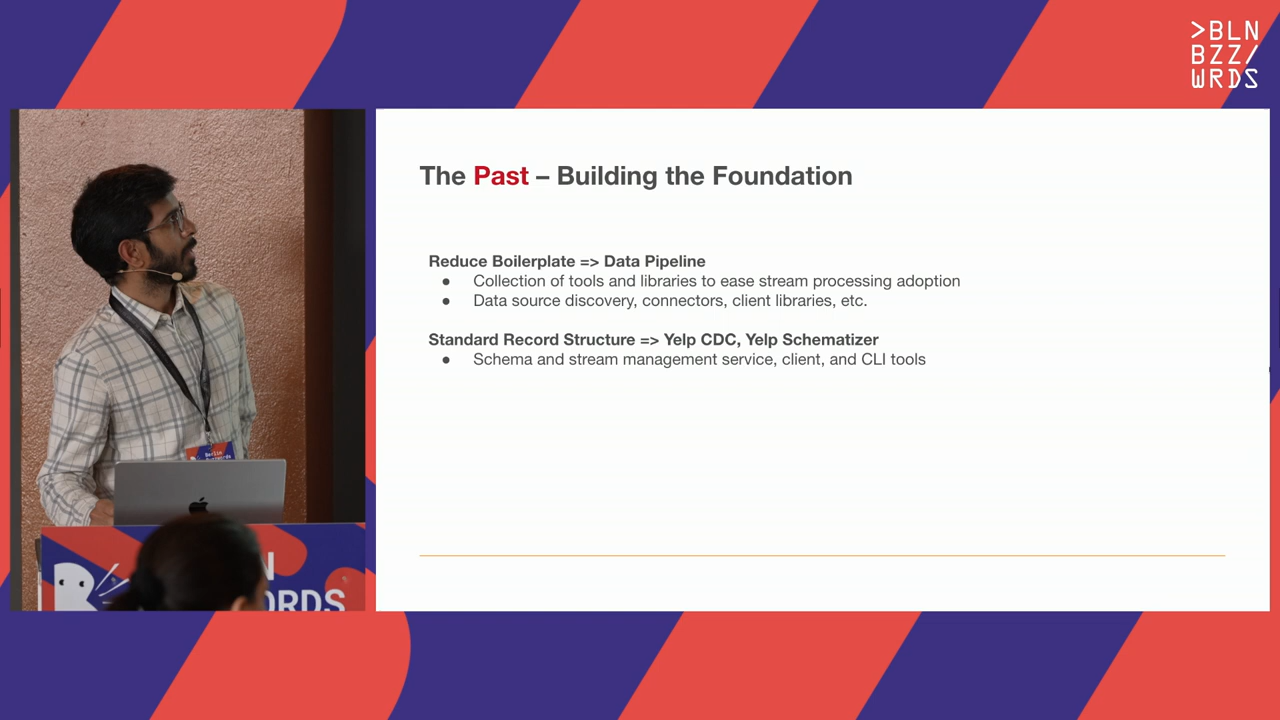 >BLN
BZZ/
WRDS
The Past – Building the Foundation
Reduce Boilerplate => Data Pipeline
● Collection of tools and libraries to ease stream processing adoption
● Data source discovery, connectors, client libraries, etc.
Standard Record Structure => Yelp CDC, Yelp Schematizer
● Schema and stream management service, client, and CLI tools
Berlin